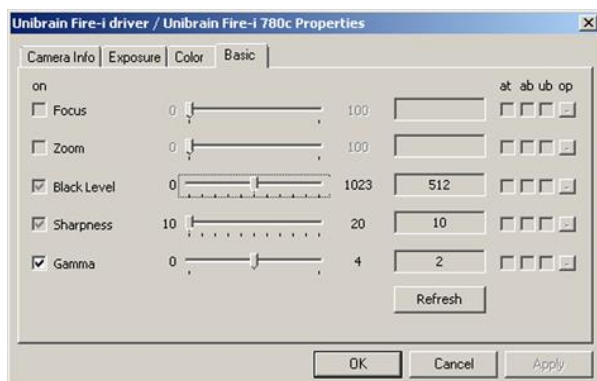 Unibrain Fire-i driver / Unibrain Fire-i 780c Properties
Camera Info Exposure Color Basic
on at ab ub op
Focus 0 100
Zoom 0 100
Black Level 0 1023 512
Sharpness 10 20 10
Gamma 0 4 2
Refresh
OK Cancel Apply